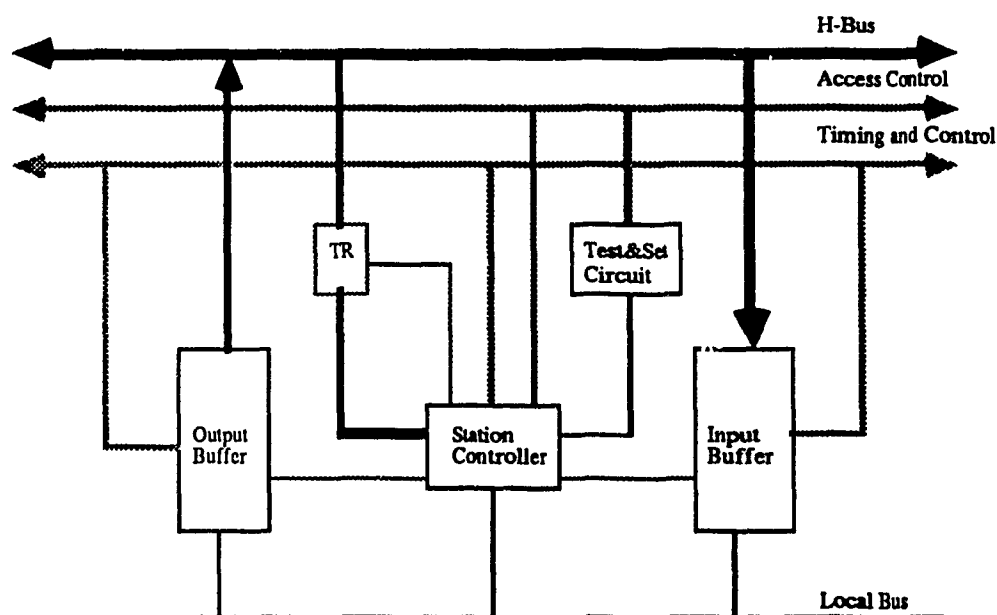 H-Bus
Access Control
Timing and Control
TR
Test&Set
Circuit
Output
Buffer
Station
Controller
Input
Buffer
Local Bus